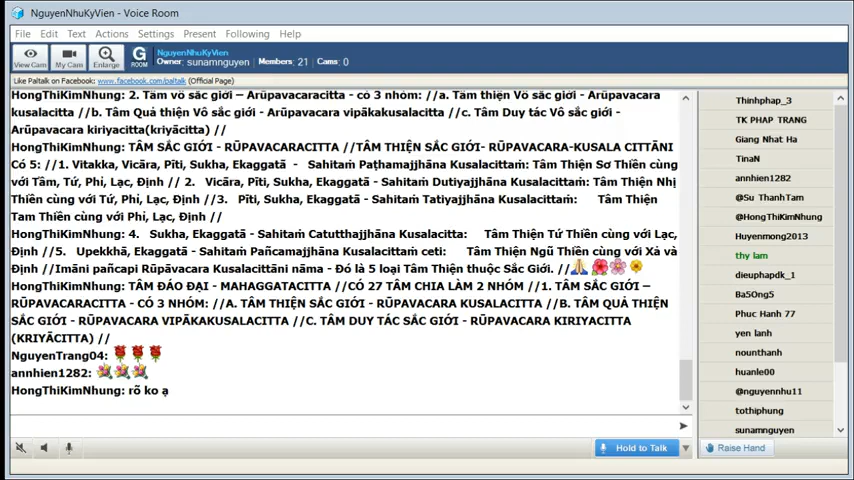 NguyenNhuKyVien - Voice Room
File Edit Text Actions Settings Present Following Help
View Cam My Cam Enlarge G ROOM
NguyenNhuKyVien
Owner: sunamnguyen | Members: 21 | Cams: 0
Like Paltalk on Facebook: www.facebook.com/paltalk (Official Page)
HongThiKimNhung: 2. Tâm vô sắc giới – Arūpavacaracitta - có 3 nhóm: //a. Tâm thiện Vô sắc giới - Arūpavacara
kusalacitta //b. Tâm Quả thiện Vô sắc giới - Arūpavacara vipākakusalacitta //c. Tâm Duy tác Vô sắc giới -
Arūpavacara kiriyacitta(kriyācitta) //
HongThiKimNhung: TÂM SẮC GIỚI - RŪPAVACARACITTA //TÂM THIỆN SẮC GIỚI- RŪPAVACARA-KUSALA CITTĀNI
Có 5: //1. Vitakka, Vicāra, Pīti, Sukha, Ekaggatā - Sahitaṁ Paṭhamajjhāna Kusalacittaṁ: Tâm Thiện Sơ Thiền cùng
với Tầm, Tứ, Phỉ, Lạc, Định // 2. Vicāra, Pīti, Sukha, Ekaggatā - Sahitaṁ Dutiyajjhāna Kusalacittaṁ: Tâm Thiện Nhị
Thiền cùng với Tứ, Phỉ, Lạc, Định //3. Pīti, Sukha, Ekaggatā - Sahitaṁ Tatiyajjhāna Kusalacittaṁ: Tâm Thiện
Tam Thiền cùng với Phỉ, Lạc, Định //
HongThiKimNhung: 4. Sukha, Ekaggatā - Sahitaṁ Catutthajjhāna Kusalacitta: Tâm Thiện Tứ Thiền cùng với Lạc,
Định //5. Upekkhā, Ekaggatā - Sahitaṁ Pañcamajjhāna Kusalacittaṁ ceti: Tâm Thiện Ngũ Thiền cùng với Xả và
Định //Imāni pañcapi Rūpāvacara Kusalacittāni nāma - Đó là 5 loại Tâm Thiện thuộc Sắc Giới. //
HongThiKimNhung: TÂM ĐÁO ĐẠI - MAHAGGATACITTA //CÓ 27 TÂM CHIA LÀM 2 NHÓM //1. TÂM SẮC GIỚI –
RŪPAVACARACITTA - CÓ 3 NHÓM: //A. TÂM THIỆN SẮC GIỚI - RŪPAVACARA KUSALACITTA //B. TÂM QUẢ THIỆN
SẮC GIỚI - RŪPAVACARA VIPĀKAKUSALACITTA //C. TÂM DUY TÁC SẮC GIỚI - RŪPAVACARA KIRIYACITTA
(KRIYĀCITTA) //
NguyenTrang04:
annhien1282:
HongThiKimNhung: rõ ko ạ
Hold to Talk
Thinhphap_3
TK PHAP TRANG
Giang Nhat Ha
TinaN
annhien1282
@Su ThanhTam
@HongThiKimNhung
Huyenmong2013
thy lam
dieuphapdk_1
Ba5Ong5
Phuc Hanh 77
yen lanh
nounthanh
huanle00
@nguyennhu11
tothiphung
sunamnguyen
Raise Hand